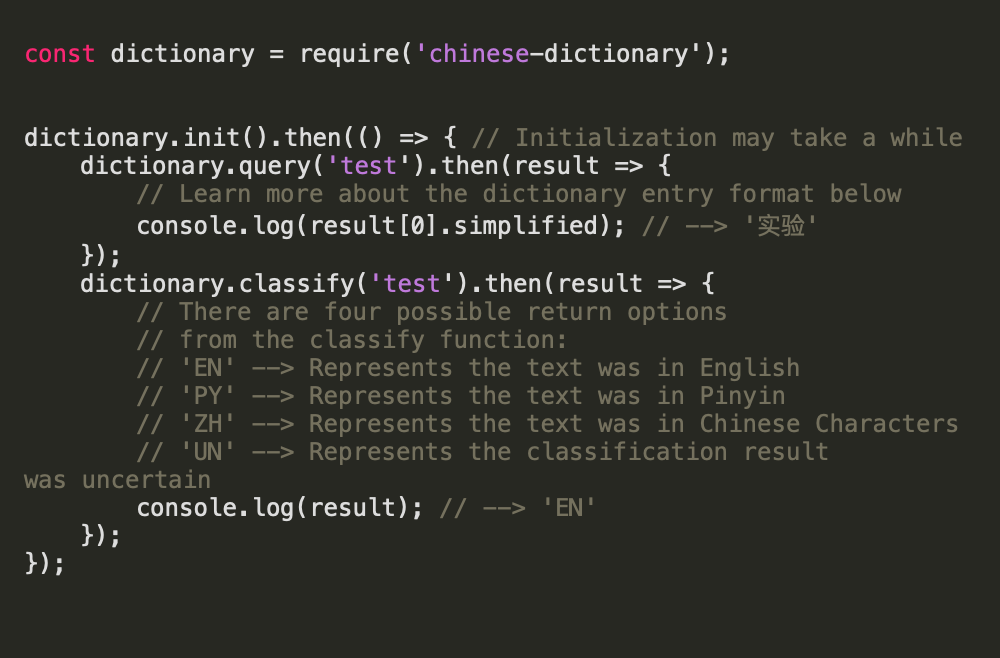 const dictionary = require('chinese-dictionary');
dictionary.init().then(() => { // Initialization may take a while
    dictionary.query('test').then(result => {
        // Learn more about the dictionary entry format below
        console.log(result[0].simplified); // --> '实验'
    });
    dictionary.classify('test').then(result => {
        // There are four possible return options
        // from the classify function:
        // 'EN' --> Represents the text was in English
        // 'PY' --> Represents the text was in Pinyin
        // 'ZH' --> Represents the text was in Chinese Characters
        // 'UN' --> Represents the classification result
was uncertain
        console.log(result); // --> 'EN'
    });
});